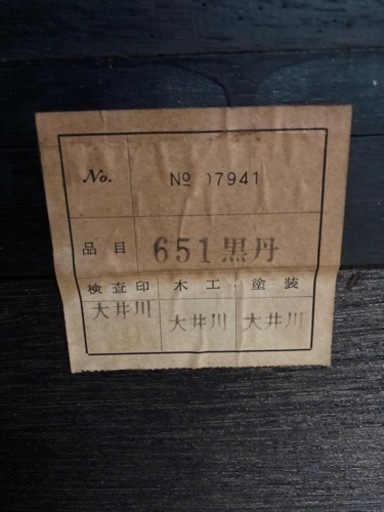 No. № 07941
品目 651黒丹
検査印 木工 塗装
大井川 大井川 大井川